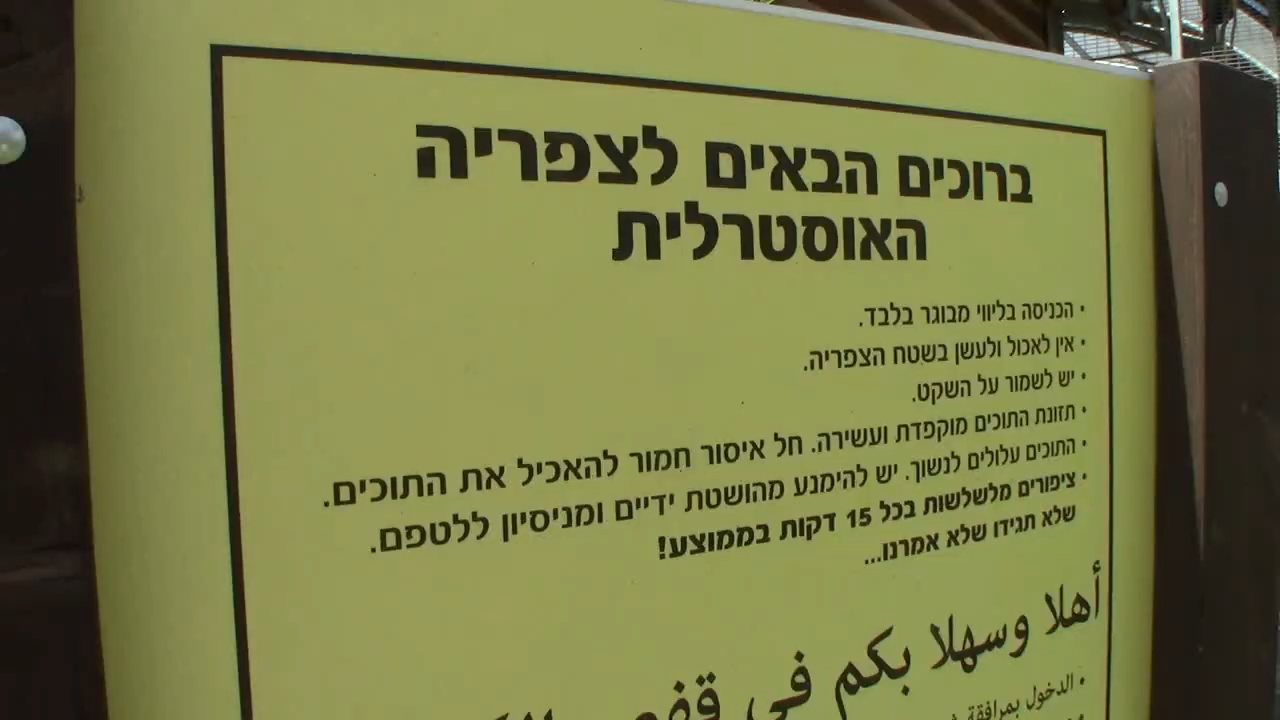 ברוכים הבאים לצפריה
האוסטרלית
• הכניסה בליווי מבוגר בלבד.
• אין לאכול ולעשן בשטח הצפריה.
• יש לשמור על השקט.
• תזונת התוכים מוקפדת ועשירה. חל איסור חמור להאכיל את התוכים.
• התוכים עלולים לנשוך. יש להימנע מהושטת ידיים ומניסיון ללטפם.
• ציפורים מלשלשות בכל 15 דקות בממוצע!
שלא תגידו שלא אמרנו...
أهلا وسهلا بكم في
• الدخول بمرافقة